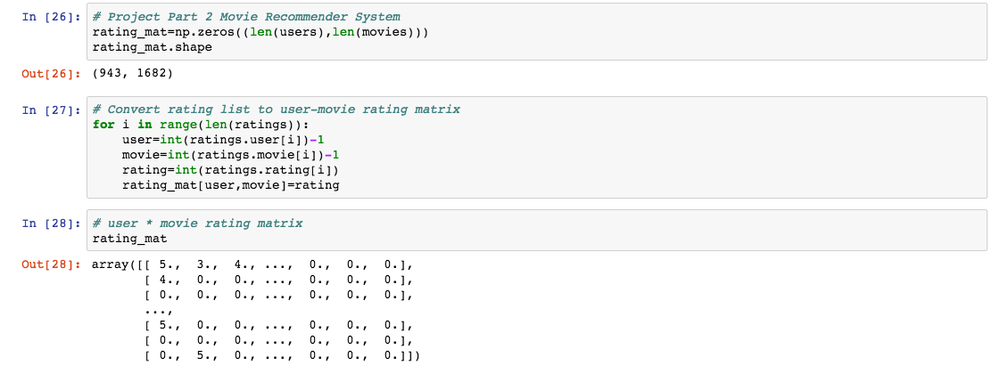 In [26]: # Project Part 2 Movie Recommender System
rating_mat=np.zeros((len(users),len(movies)))
rating_mat.shape
Out[26]: (943, 1682)
In [27]: # Convert rating list to user-movie rating matrix
for i in range(len(ratings)):
    user=int(ratings.user[i])-1
    movie=int(ratings.movie[i])-1
    rating=int(ratings.rating[i])
    rating_mat[user,movie]=rating
In [28]: # user * movie rating matrix
rating_mat
Out[28]: array([[ 5.,  3.,  4., ...,  0.,  0.,  0.],
       [ 4.,  0.,  0., ...,  0.,  0.,  0.],
       [ 0.,  0.,  0., ...,  0.,  0.,  0.],
       ...,
       [ 5.,  0.,  0., ...,  0.,  0.,  0.],
       [ 0.,  0.,  0., ...,  0.,  0.,  0.],
       [ 0.,  5.,  0., ...,  0.,  0.,  0.]])